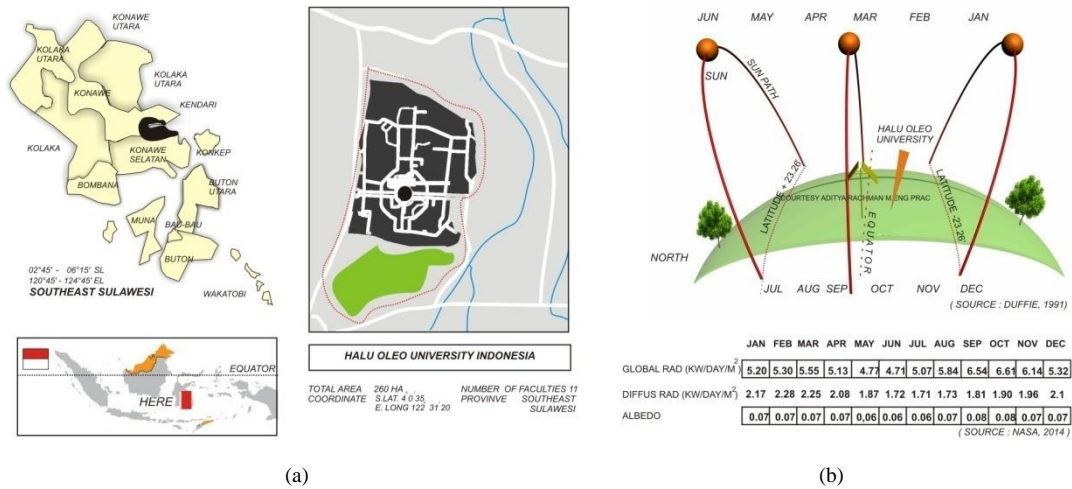 KOLAKA
UTARA
KONAWE
UTARA
KOLAKA
UTARA
KONAWE
KENDARI
KOLAKA
KONAWE
SELATAN
KONKEP
BOMBANA
BUTON
UTARA
MUNA
BAU-BAU
BUTON
WAKATOBI
02°45' - 06°15' SL
120°45' - 124°45' EL
SOUTHEAST SULAWESI
EQUATOR
HERE
HALU OLEO UNIVERSITY INDONESIA
TOTAL AREA 260 HA
COORDINATE S.LAT. 4 0 35
E. LONG 122 31 20
NUMBER OF FACULTIES 11
PROVINVE SOUTHEAST
SULAWESI
(a)
JUN MAY APR MAR FEB JAN
SUN
SUN PATH
HALU OLEO
UNIVERSITY
LATITUDE + 23.26°
COURTESY ADITYA RACHMAN M.ENG PRAC
EQUATOR
LATITUDE -23.26°
NORTH
JUL AUG SEP OCT NOV DEC
( SOURCE : DUFFIE, 1991)
JAN FEB MAR APR MAY JUN JUL AUG SEP OCT NOV DEC
GLOBAL RAD (KW/DAY/M²) 5.20 5.30 5.55 5.13 4.77 4.71 5.07 5.84 6.54 6.61 6.14 5.32
DIFFUS RAD (KW/DAY/M²) 2.17 2.28 2.25 2.08 1.87 1.72 1.71 1.73 1.81 1.90 1.96 2.1
ALBEDO 0.07 0.07 0.07 0.07 0,06 0.06 0.06 0.07 0.08 0.08 0.07 0.07
( SOURCE : NASA, 2014 )
(b)